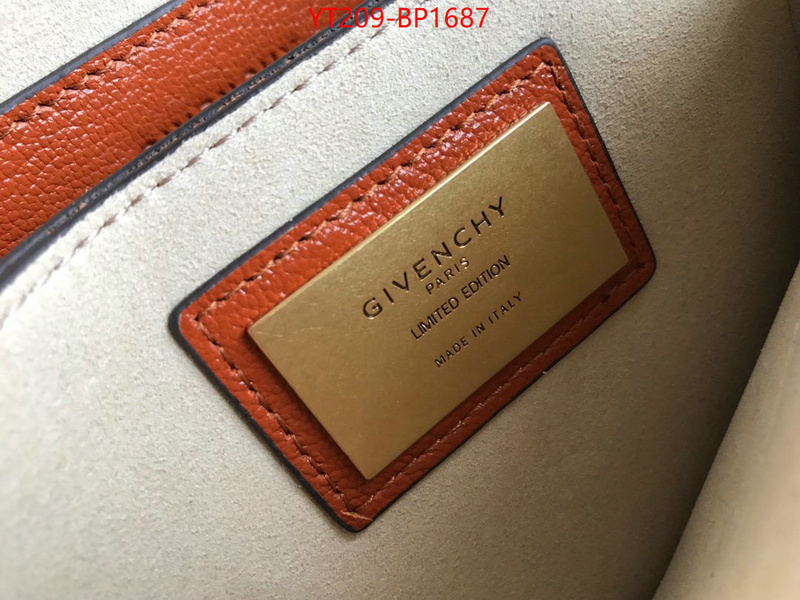 YT209-BP1687
GIVENCHY
PARIS
LIMITED EDITION
MADE IN ITALY